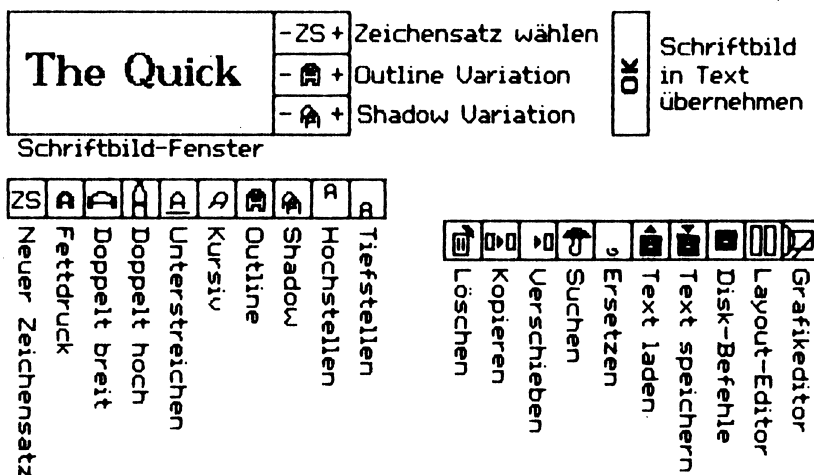 The Quick
-ZS+ Zeichensatz wählen
- A + Outline Variation
- A + Shadow Variation
OK
Schriftbild
in Text
übernehmen
Schriftbild-Fenster
ZS A A A A A A A A A
Neuer Zeichensatz
Fettdruck
Doppelt breit
Doppelt hoch
Unterstreichen
Kursiv
Outline
Shadow
Hochstellen
Tiefstellen
Löschen
Kopieren
Verschieben
Suchen
Ersetzen
Text laden
Text speichern
Disk-Befehle
Layout-Editor
Grafikeditor